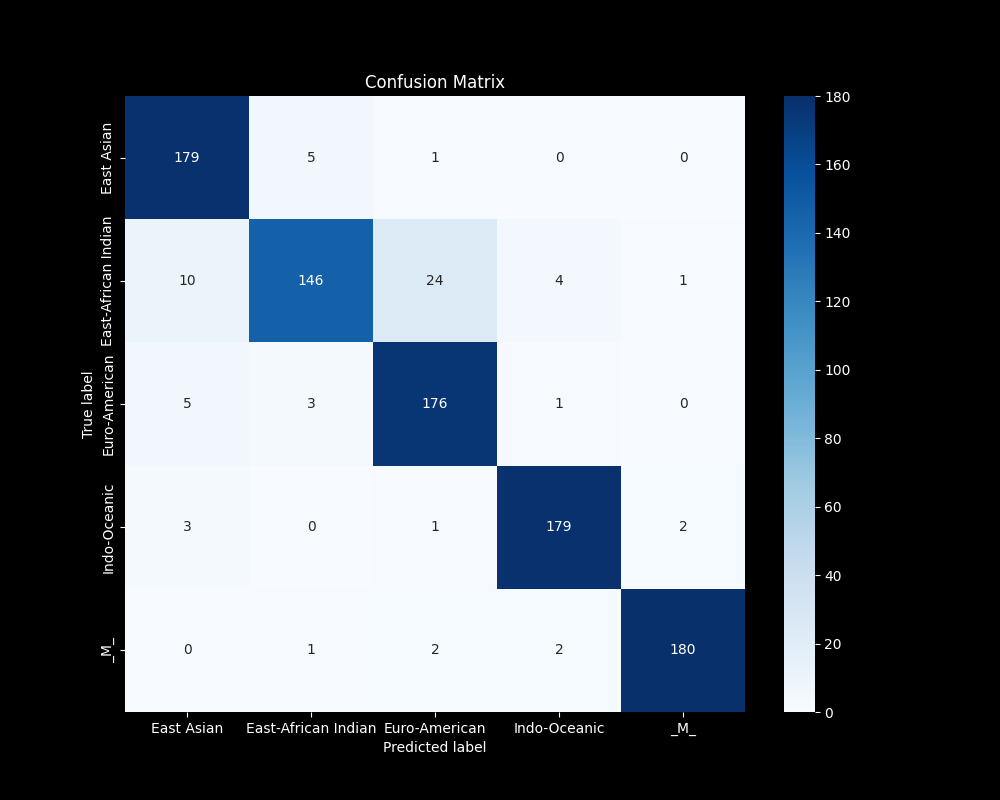 Confusion Matrix
True label
East Asian 179 5 1 0 0
East-African Indian 10 146 24 4 1
Euro-American 5 3 176 1 0
Indo-Oceanic 3 0 1 179 2
_M_ 0 1 2 2 180
East Asian East-African Indian Euro-American Indo-Oceanic _M_
Predicted label
180
160
140
120
100
80
60
40
20
0